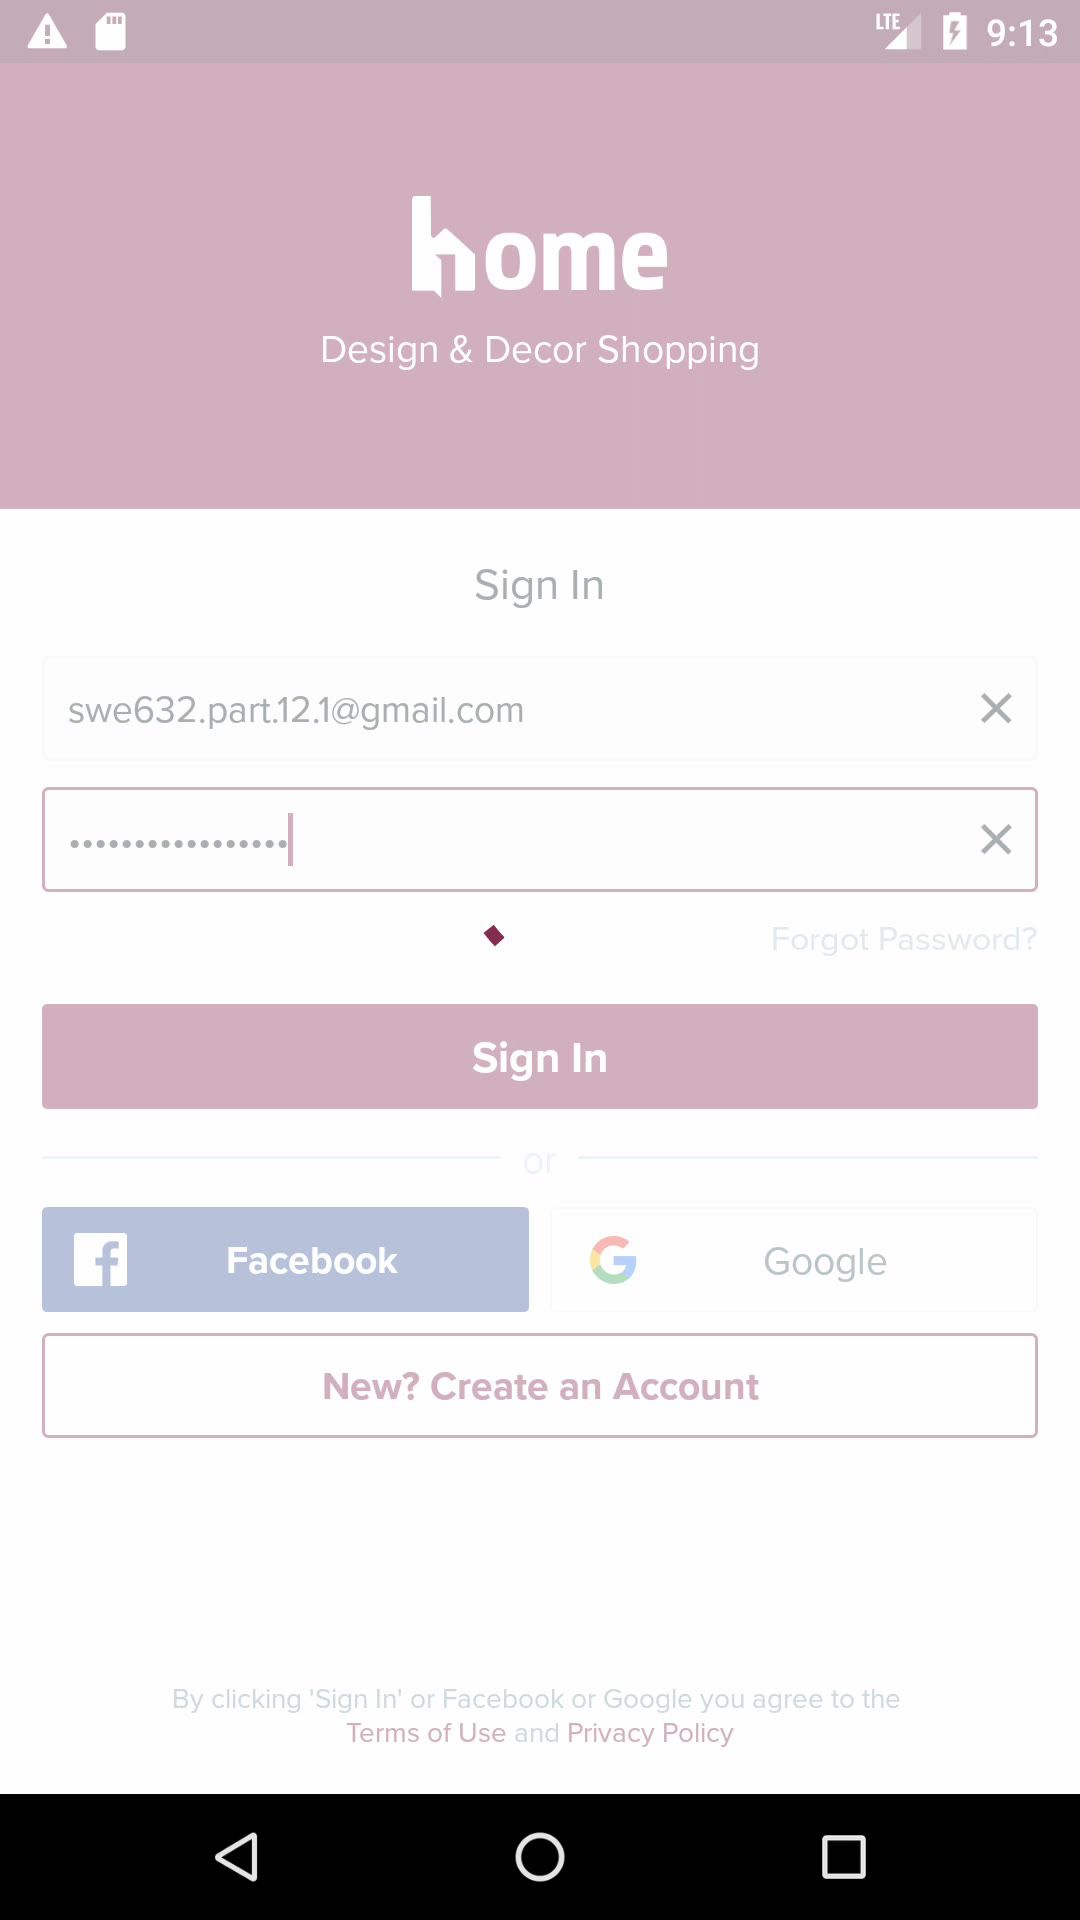 LTE 9:13
home
Design & Decor Shopping
Sign In
swe632.part.12.1@gmail.com
•••••••••••••••••
Forgot Password?
Sign In
or
Facebook
Google
New? Create an Account
By clicking 'Sign In' or Facebook or Google you agree to the
Terms of Use and Privacy Policy